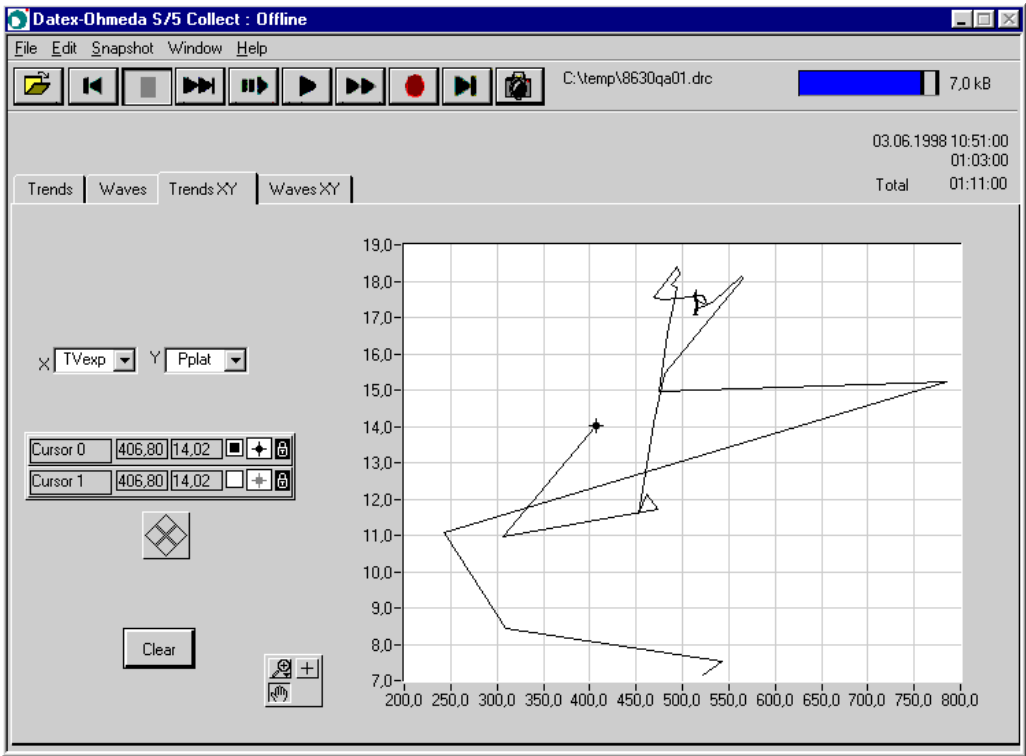 Datex-Ohmeda S/5 Collect : Offline
File Edit Snapshot Window Help
C:\temp\8630qa01.drc 7,0 kB
03.06.1998 10:51:00
01:03:00
Total 01:11:00
Trends Waves Trends XY Waves XY
X TVexp Y Pplat
Cursor 0 406,80 14,02
Cursor 1 406,80 14,02
Clear
19,0
18,0
17,0
16,0
15,0
14,0
13,0
12,0
11,0
10,0
9,0
8,0
7,0
200,0 250,0 300,0 350,0 400,0 450,0 500,0 550,0 600,0 650,0 700,0 750,0 800,0